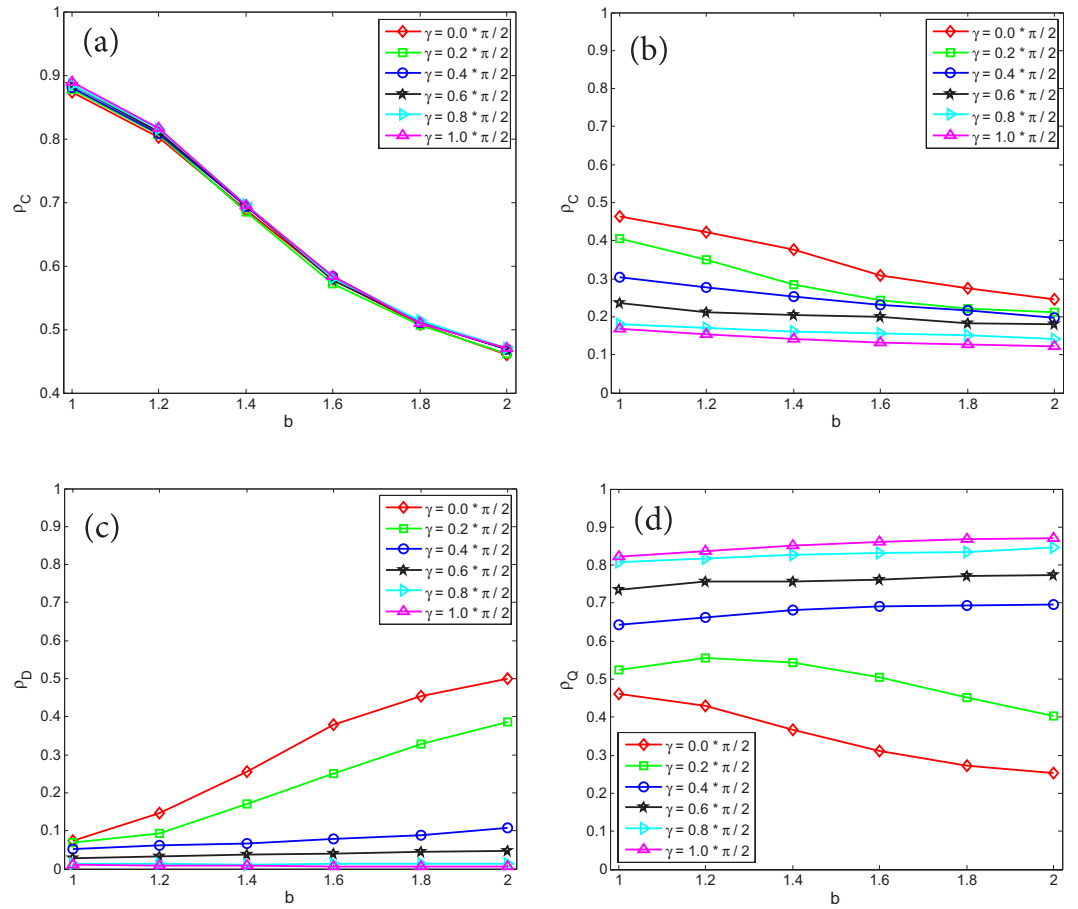 (a)
1
0.9
0.8
0.7
0.6
0.5
0.4
ρC
1 1.2 1.4 1.6 1.8 2
b
γ = 0.0 * π / 2
γ = 0.2 * π / 2
γ = 0.4 * π / 2
γ = 0.6 * π / 2
γ = 0.8 * π / 2
γ = 1.0 * π / 2
(b)
1
0.9
0.8
0.7
0.6
0.5
0.4
0.3
0.2
0.1
0
ρC
1 1.2 1.4 1.6 1.8 2
b
γ = 0.0 * π / 2
γ = 0.2 * π / 2
γ = 0.4 * π / 2
γ = 0.6 * π / 2
γ = 0.8 * π / 2
γ = 1.0 * π / 2
(c)
1
0.9
0.8
0.7
0.6
0.5
0.4
0.3
0.2
0.1
0
ρD
1 1.2 1.4 1.6 1.8 2
b
γ = 0.0 * π / 2
γ = 0.2 * π / 2
γ = 0.4 * π / 2
γ = 0.6 * π / 2
γ = 0.8 * π / 2
γ = 1.0 * π / 2
(d)
1
0.9
0.8
0.7
0.6
0.5
0.4
0.3
0.2
0.1
0
ρQ
1 1.2 1.4 1.6 1.8 2
b
γ = 0.0 * π / 2
γ = 0.2 * π / 2
γ = 0.4 * π / 2
γ = 0.6 * π / 2
γ = 0.8 * π / 2
γ = 1.0 * π / 2